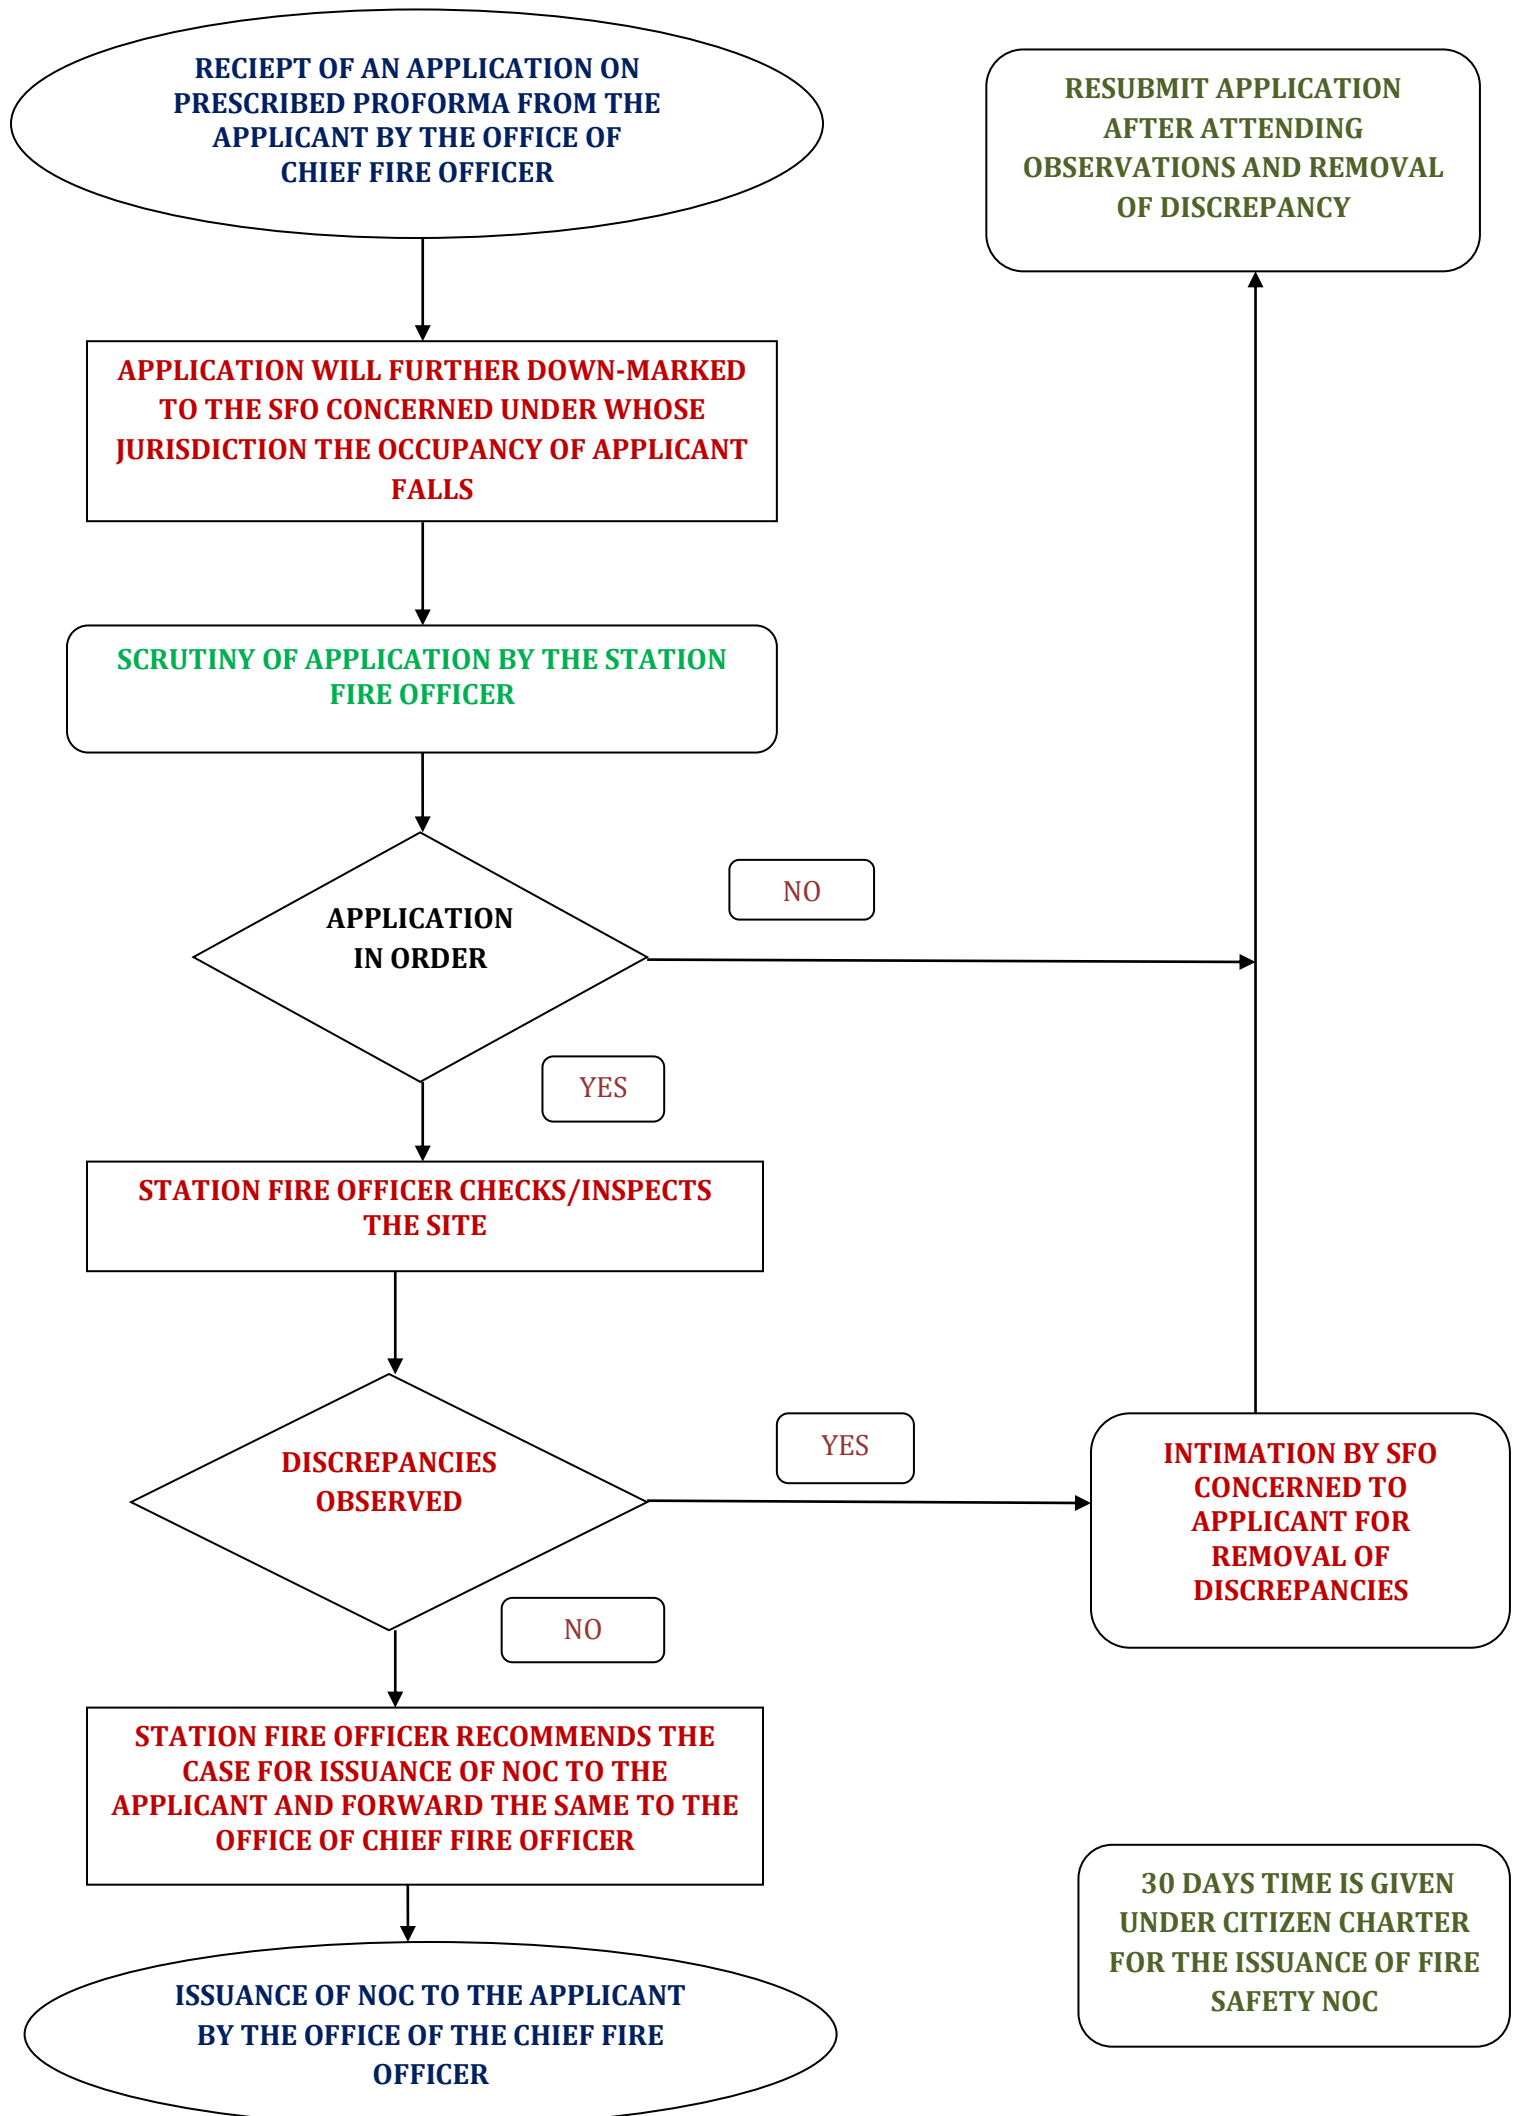 RECIEPT OF AN APPLICATION ON
PRESCRIBED PROFORMA FROM THE
APPLICANT BY THE OFFICE OF
CHIEF FIRE OFFICER
RESUBMIT APPLICATION
AFTER ATTENDING
OBSERVATIONS AND REMOVAL
OF DISCREPANCY
APPLICATION WILL FURTHER DOWN-MARKED
TO THE SFO CONCERNED UNDER WHOSE
JURISDICTION THE OCCUPANCY OF APPLICANT
FALLS
SCRUTINY OF APPLICATION BY THE STATION
FIRE OFFICER
APPLICATION
IN ORDER
NO
YES
STATION FIRE OFFICER CHECKS/INSPECTS
THE SITE
DISCREPANCIES
OBSERVED
YES
INTIMATION BY SFO
CONCERNED TO
APPLICANT FOR
REMOVAL OF
DISCREPANCIES
NO
STATION FIRE OFFICER RECOMMENDS THE
CASE FOR ISSUANCE OF NOC TO THE
APPLICANT AND FORWARD THE SAME TO THE
OFFICE OF CHIEF FIRE OFFICER
30 DAYS TIME IS GIVEN
UNDER CITIZEN CHARTER
FOR THE ISSUANCE OF FIRE
SAFETY NOC
ISSUANCE OF NOC TO THE APPLICANT
BY THE OFFICE OF THE CHIEF FIRE
OFFICER